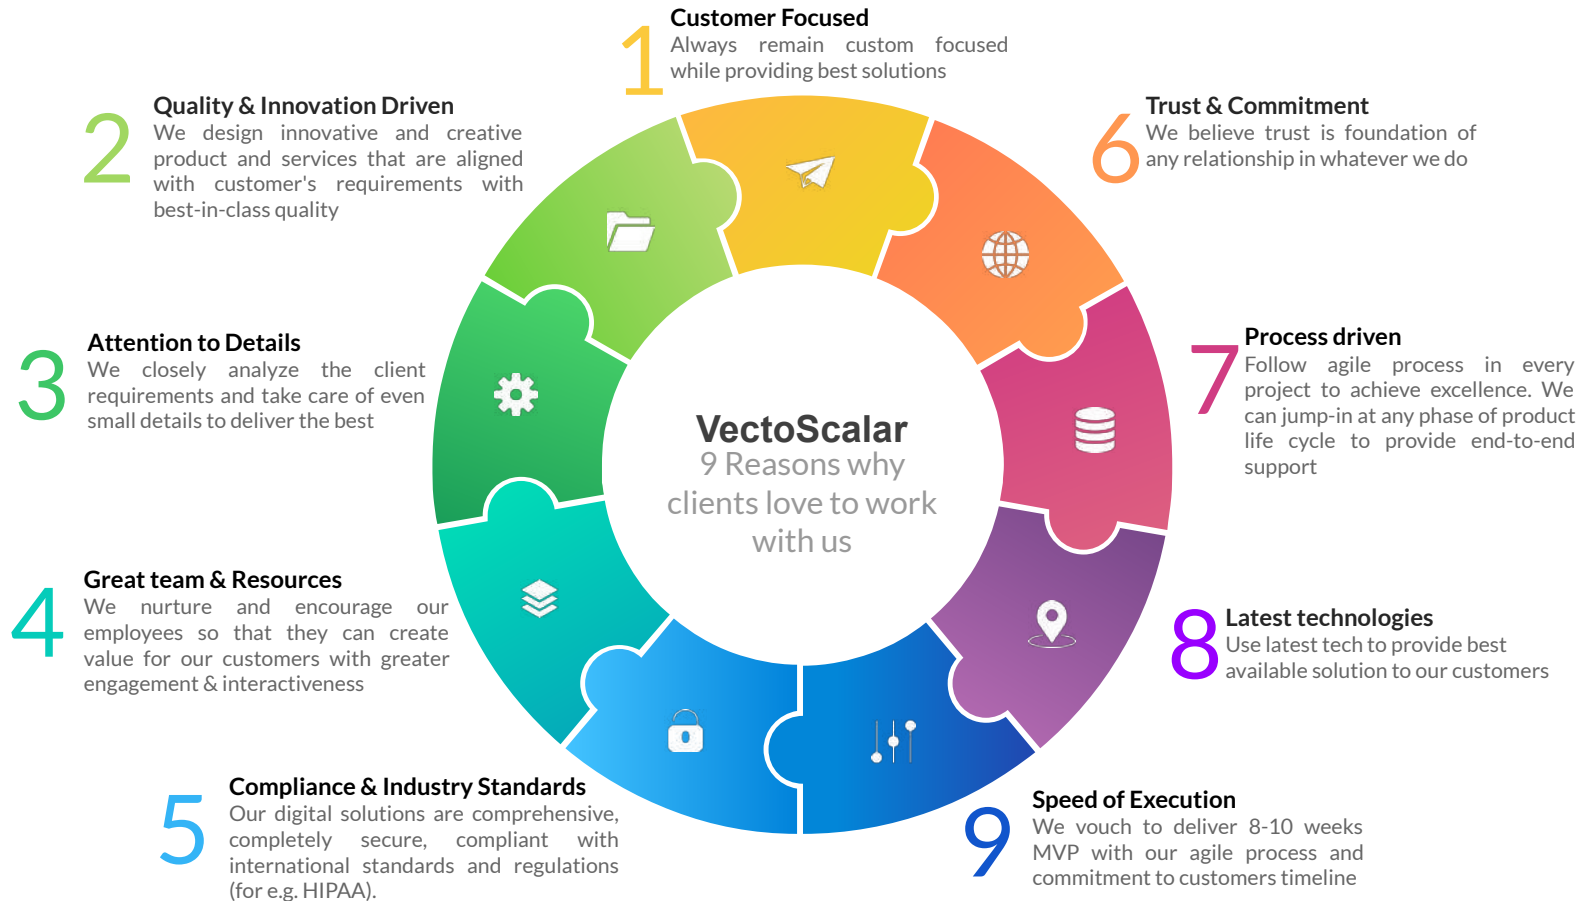 1
Customer Focused
Always remain custom focused
while providing best solutions
2
Quality & Innovation Driven
We design innovative and creative
product and services that are aligned
with customer's requirements with
best-in-class quality
3
Attention to Details
We closely analyze the client
requirements and take care of even
small details to deliver the best
4
Great team & Resources
We nurture and encourage our
employees so that they can create
value for our customers with greater
engagement & interactiveness
5
Compliance & Industry Standards
Our digital solutions are comprehensive,
completely secure, compliant with
international standards and regulations
(for e.g. HIPAA).
6
Trust & Commitment
We believe trust is foundation of
any relationship in whatever we do
7
Process driven
Follow agile process in every
project to achieve excellence. We
can jump-in at any phase of product
life cycle to provide end-to-end
support
8
Latest technologies
Use latest tech to provide best
available solution to our customers
9
Speed of Execution
We vouch to deliver 8-10 weeks
MVP with our agile process and
commitment to customers timeline
VectoScalar
9 Reasons why
clients love to work
with us